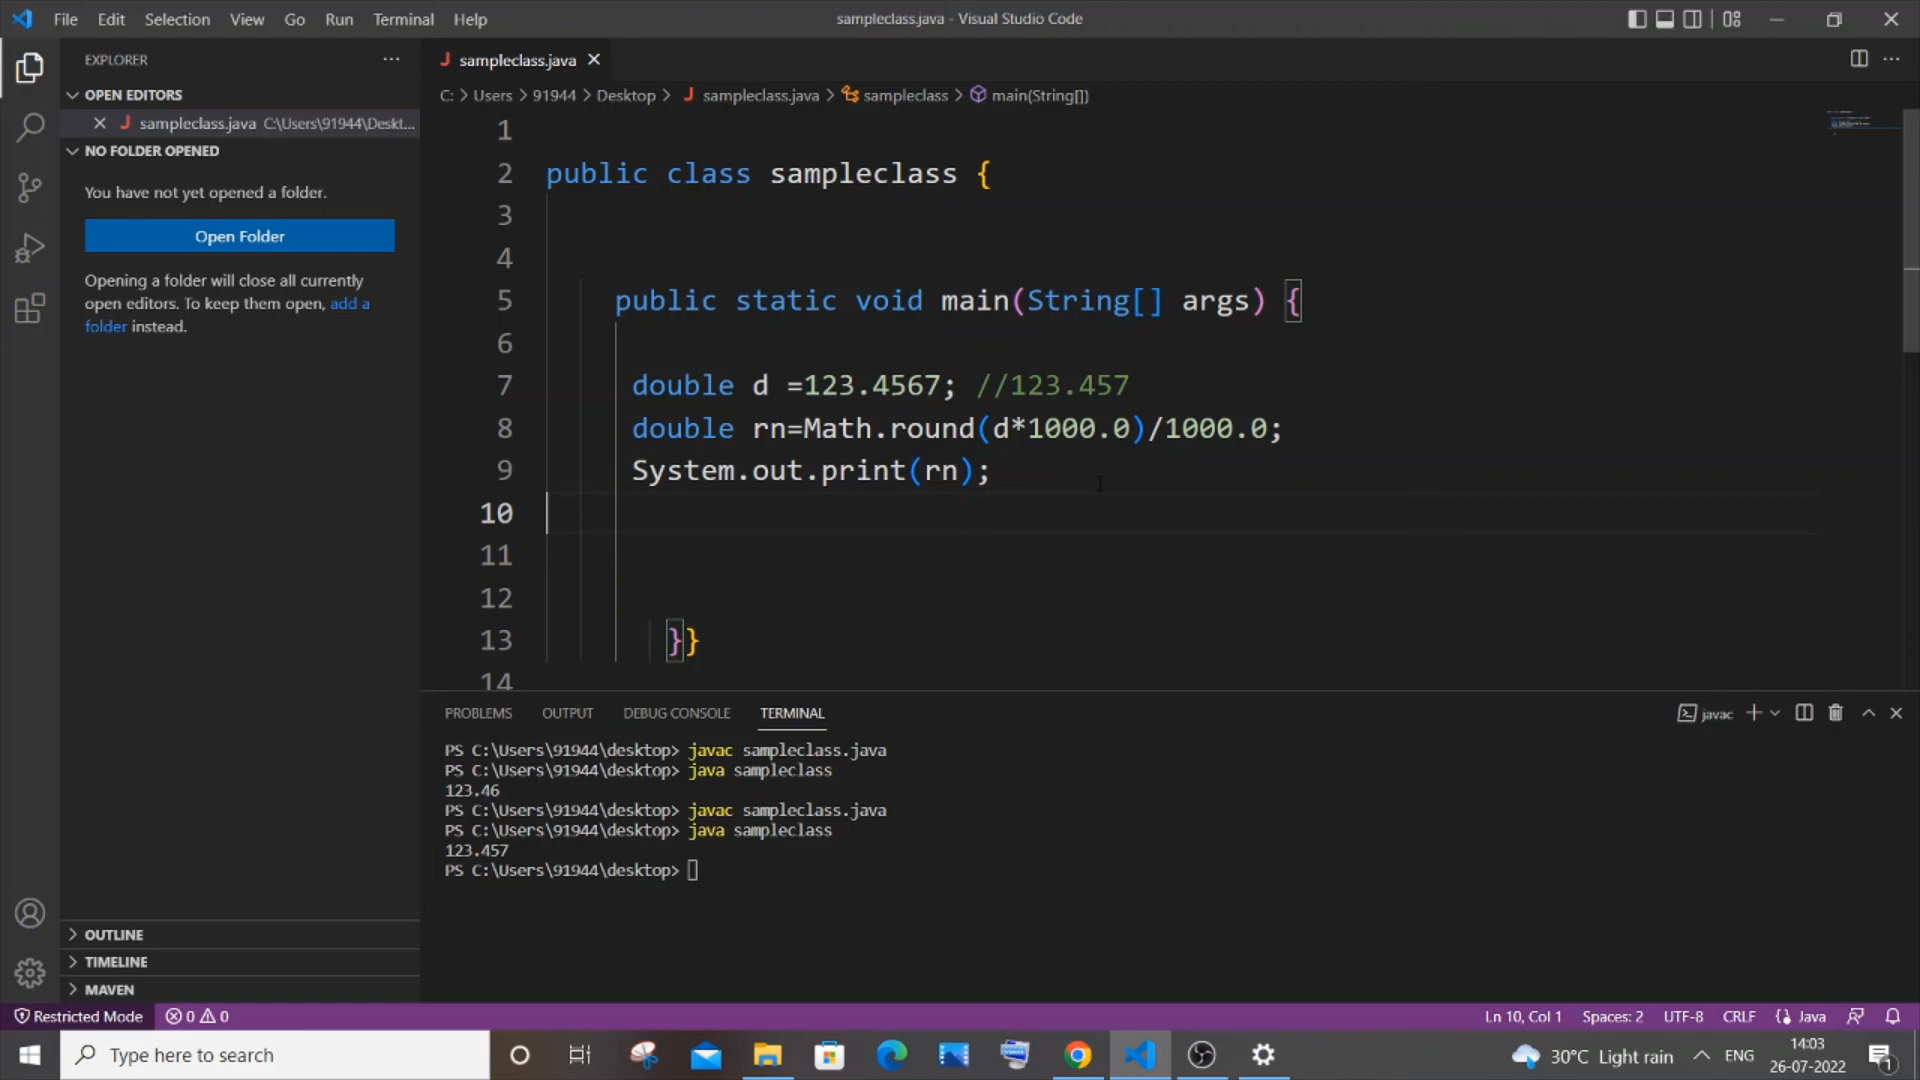 File Edit Selection View Go Run Terminal Help
sampleclass.java - Visual Studio Code
EXPLORER
OPEN EDITORS
sampleclass.java C:\Users\91944\Deskt...
NO FOLDER OPENED
You have not yet opened a folder.
Open Folder
Opening a folder will close all currently
open editors. To keep them open, add a
folder instead.
OUTLINE
TIMELINE
MAVEN
sampleclass.java
C: > Users > 91944 > Desktop > sampleclass.java > sampleclass > main(String[])
1
2 public class sampleclass {
3
4
5 public static void main(String[] args) {
6
7 double d =123.4567; //123.457
8 double rn=Math.round(d*1000.0)/1000.0;
9 System.out.print(rn);
10
11
12
13 }}
14
PROBLEMS OUTPUT DEBUG CONSOLE TERMINAL
javac
PS C:\Users\91944\desktop> javac sampleclass.java
PS C:\Users\91944\desktop> java sampleclass
123.46
PS C:\Users\91944\desktop> javac sampleclass.java
PS C:\Users\91944\desktop> java sampleclass
123.457
PS C:\Users\91944\desktop>
Restricted Mode 0 0
Ln 10, Col 1 Spaces: 2 UTF-8 CRLF Java
Type here to search
30°C Light rain ENG
14:03
26-07-2022
1